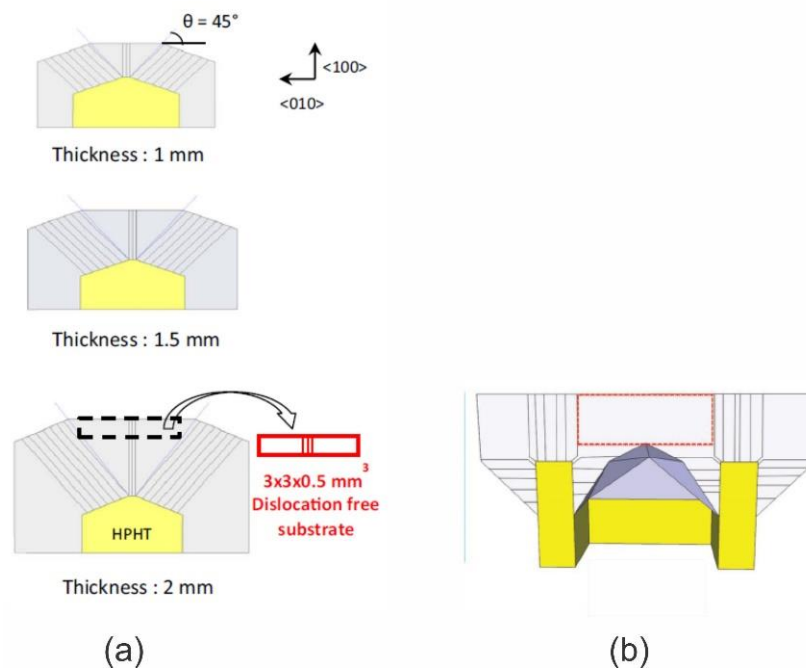 θ = 45°
<100>
<010>
Thickness : 1 mm
Thickness : 1.5 mm
3x3x0.5 mm³
Dislocation free
substrate
HPHT
Thickness : 2 mm
(a)
(b)